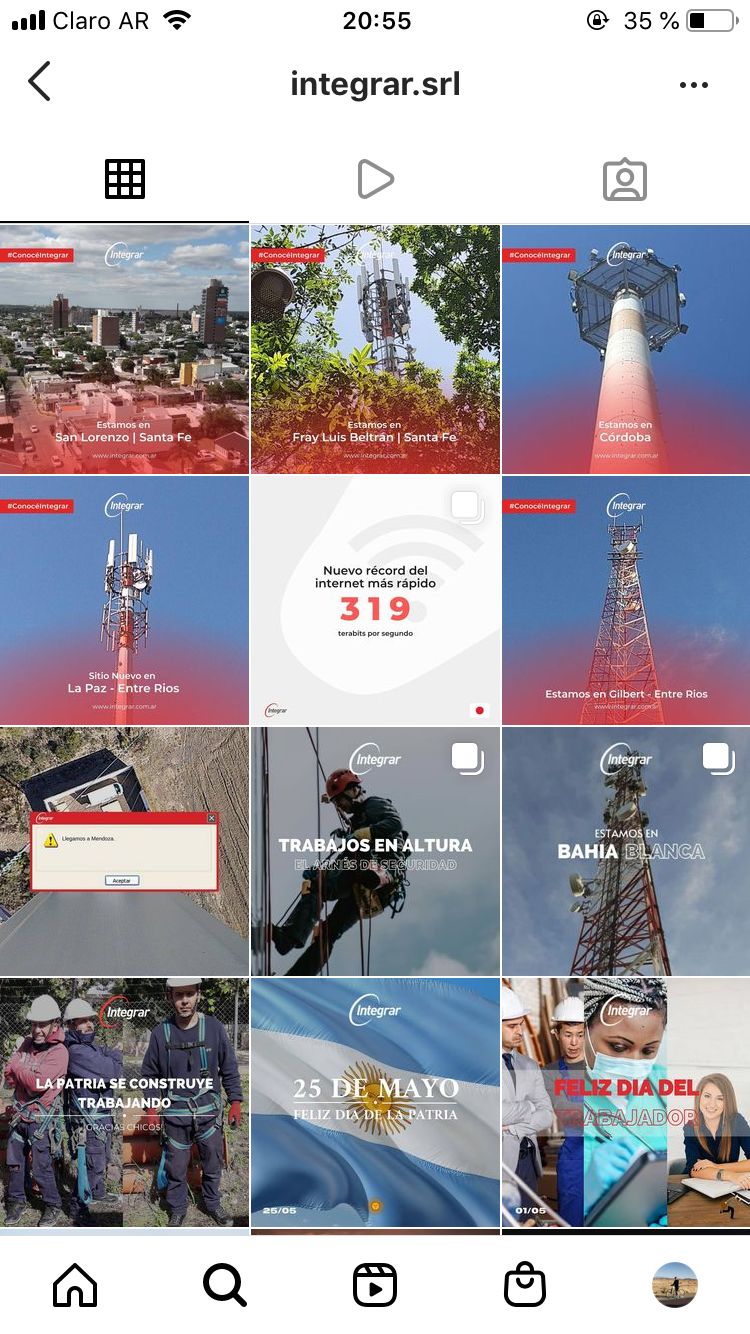 Claro AR
20:55
35 %
integrar.srl
#ConocéIntegrar
Integrar
Estamos en
San Lorenzo | Santa Fe
www.integrar.com.ar
#ConocéIntegrar
Integrar
Estamos en
Fray Luis Beltrán | Santa Fe
www.integrar.com.ar
#ConocéIntegrar
Integrar
Estamos en
Córdoba
www.integrar.com.ar
#ConocéIntegrar
Integrar
Sitio Nuevo en
La Paz - Entre Rios
www.integrar.com.ar
Nuevo récord del
internet más rápido
319
terabits por segundo
Integrar
#ConocéIntegrar
Integrar
Estamos en Gilbert - Entre Rios
www.integrar.com.ar
Integrar
Llegamos a Mendoza.
Aceptar
Integrar
TRABAJOS EN ALTURA
EL ARNÉS DE SEGURIDAD
Integrar
ESTAMOS EN
BAHÍA BLANCA
Integrar
LA PATRIA SE CONSTRUYE
TRABAJANDO
GRACIAS CHICOS!
Integrar
25 DE MAYO
FELIZ DIA DE LA PATRIA
25/05
Integrar
FELIZ DIA DEL
TRABAJADOR
01/05